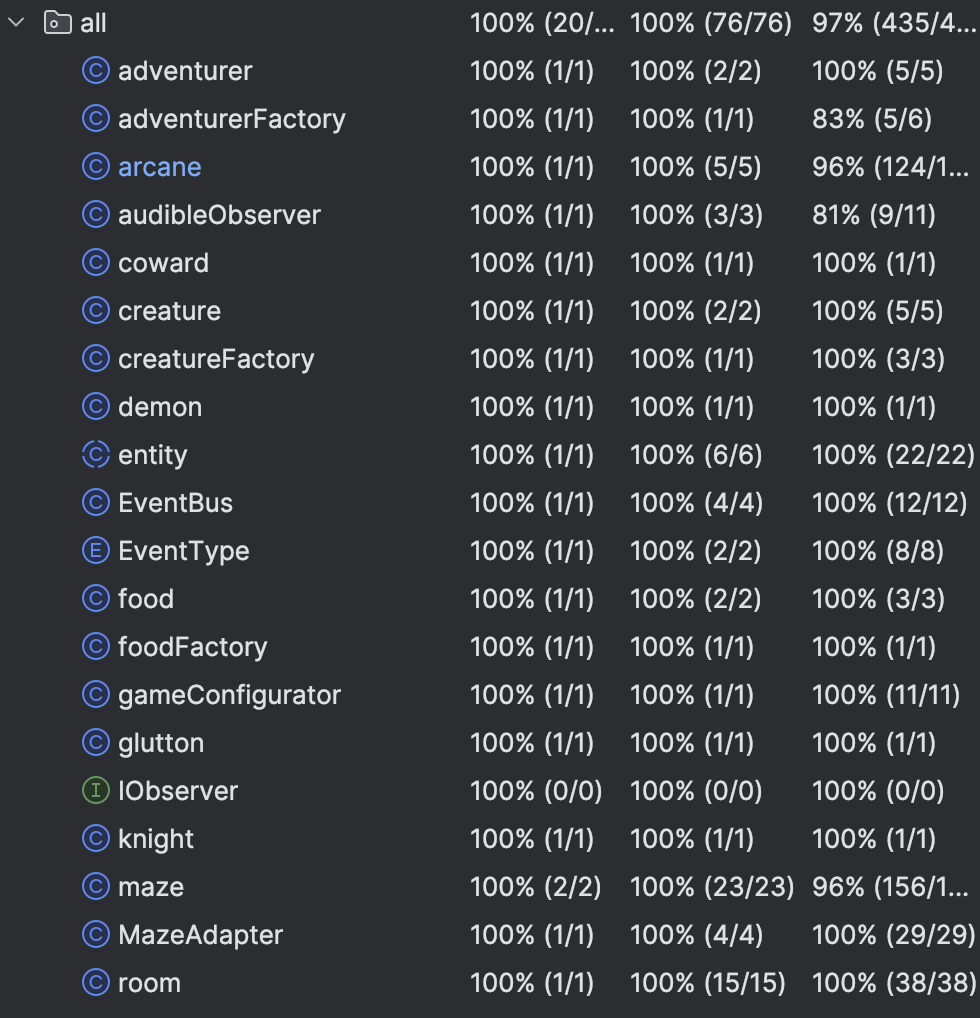 all 100% (20/... 100% (76/76) 97% (435/4...
C adventurer 100% (1/1) 100% (2/2) 100% (5/5)
C adventurerFactory 100% (1/1) 100% (1/1) 83% (5/6)
C arcane 100% (1/1) 100% (5/5) 96% (124/1...
C audibleObserver 100% (1/1) 100% (3/3) 81% (9/11)
C coward 100% (1/1) 100% (1/1) 100% (1/1)
C creature 100% (1/1) 100% (2/2) 100% (5/5)
C creatureFactory 100% (1/1) 100% (1/1) 100% (3/3)
C demon 100% (1/1) 100% (1/1) 100% (1/1)
C entity 100% (1/1) 100% (6/6) 100% (22/22)
C EventBus 100% (1/1) 100% (4/4) 100% (12/12)
E EventType 100% (1/1) 100% (2/2) 100% (8/8)
C food 100% (1/1) 100% (2/2) 100% (3/3)
C foodFactory 100% (1/1) 100% (1/1) 100% (1/1)
C gameConfigurator 100% (1/1) 100% (1/1) 100% (11/11)
C glutton 100% (1/1) 100% (1/1) 100% (1/1)
I IObserver 100% (0/0) 100% (0/0) 100% (0/0)
C knight 100% (1/1) 100% (1/1) 100% (1/1)
C maze 100% (2/2) 100% (23/23) 96% (156/1...
C MazeAdapter 100% (1/1) 100% (4/4) 100% (29/29)
C room 100% (1/1) 100% (15/15) 100% (38/38)